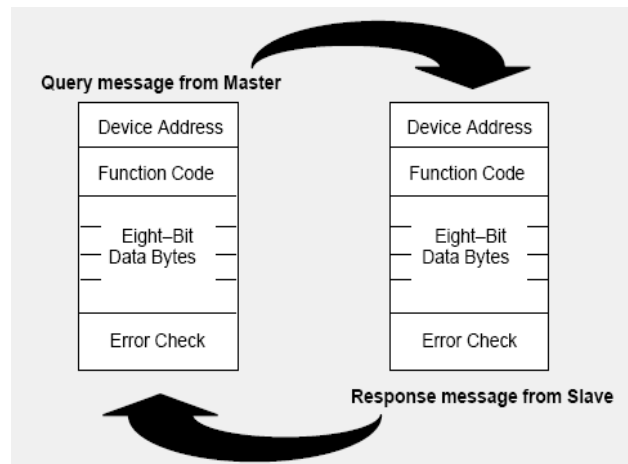 Query message from Master
Device Address
Function Code
Eight–Bit
Data Bytes
Error Check
Device Address
Function Code
Eight–Bit
Data Bytes
Error Check
Response message from Slave